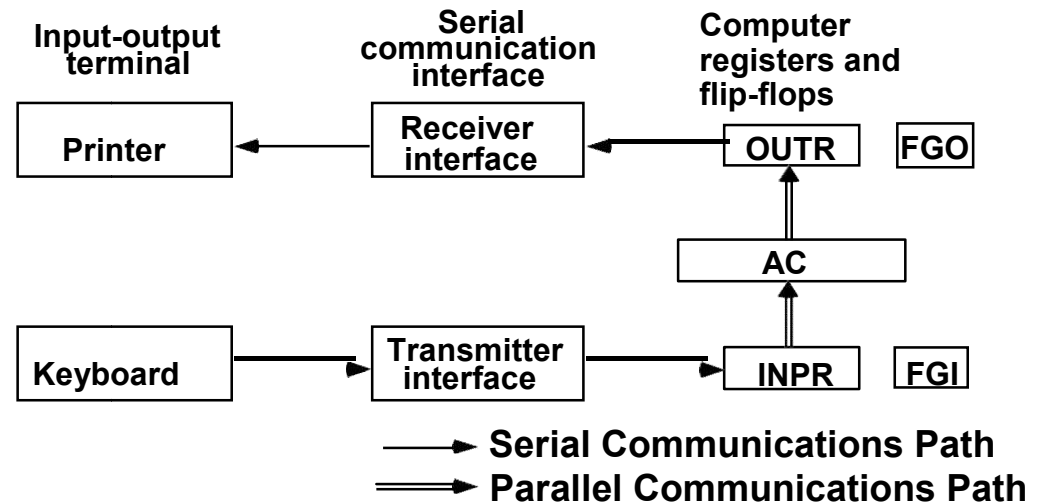 Input-output
terminal
Serial
communication
interface
Computer
registers and
flip-flops
Printer
Receiver
interface
OUTR
FGO
AC
Keyboard
Transmitter
interface
INPR
FGI
Serial Communications Path
Parallel Communications Path